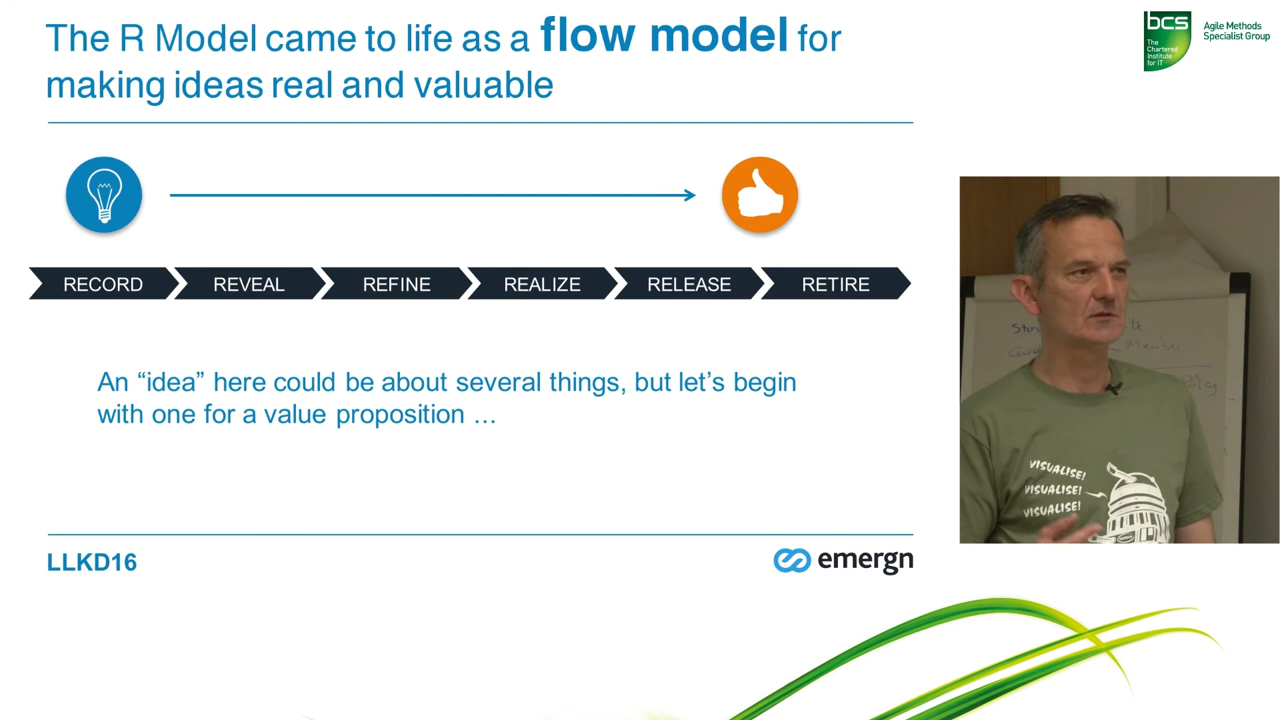 The R Model came to life as a flow model for
making ideas real and valuable
bcs
The
Chartered
Institute
for IT
Agile Methods
Specialist Group
RECORD
REVEAL
REFINE
REALIZE
RELEASE
RETIRE
An “idea” here could be about several things, but let’s begin
with one for a value proposition …
Member
VISUALISE!
VISUALISE!
VISUALISE!
LLKD16
emergn